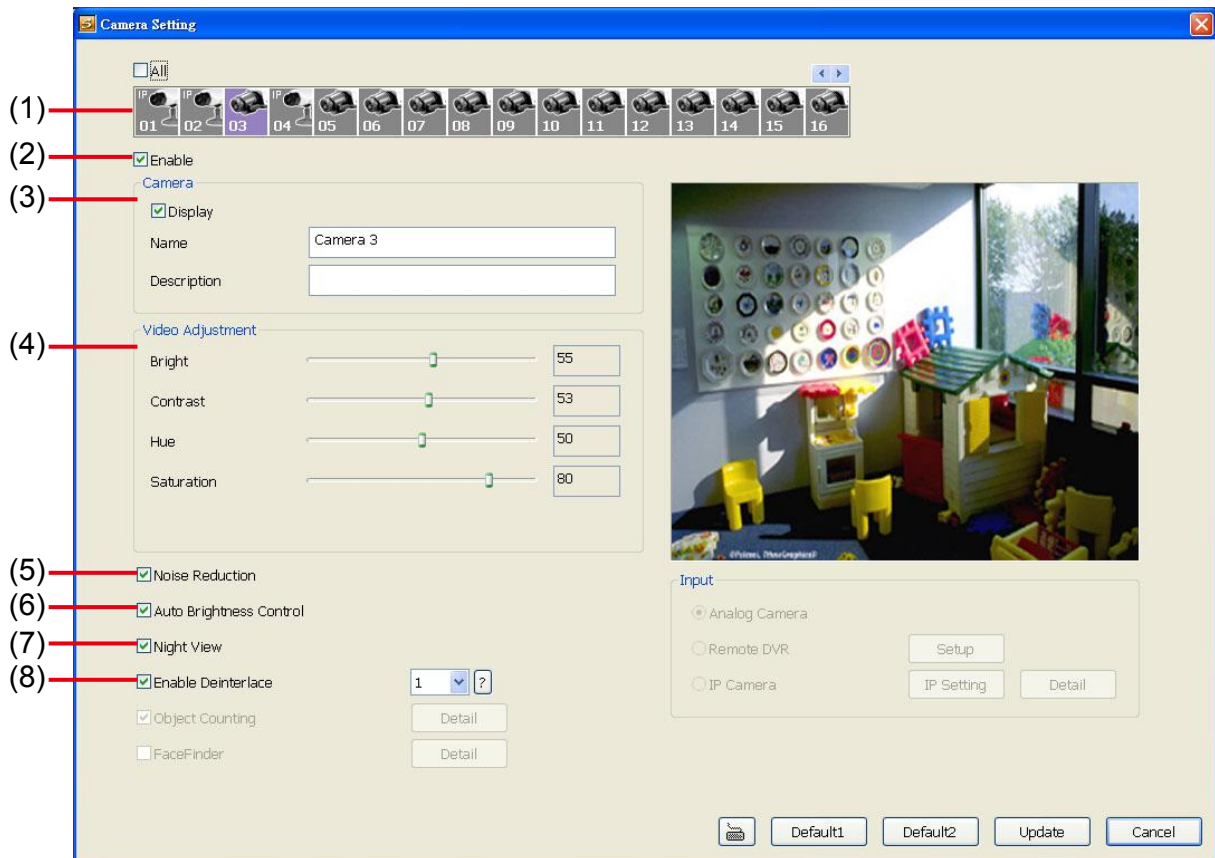 Camera Setting
All
(1)
IP 01 IP 02 03 IP 04 05 06 07 08 09 10 11 12 13 14 15 16
(2) Enable
Camera
(3)
Display
Name Camera 3
Description
Video Adjustment
(4)
Bright 55
Contrast 53
Hue 50
Saturation 80
(5) Noise Reduction
(6) Auto Brightness Control
(7) Night View
(8) Enable Deinterlace 1 ?
Object Counting Detail
FaceFinder Detail
Input
Analog Camera
Remote DVR Setup
IP Camera IP Setting Detail
Default1 Default2 Update Cancel